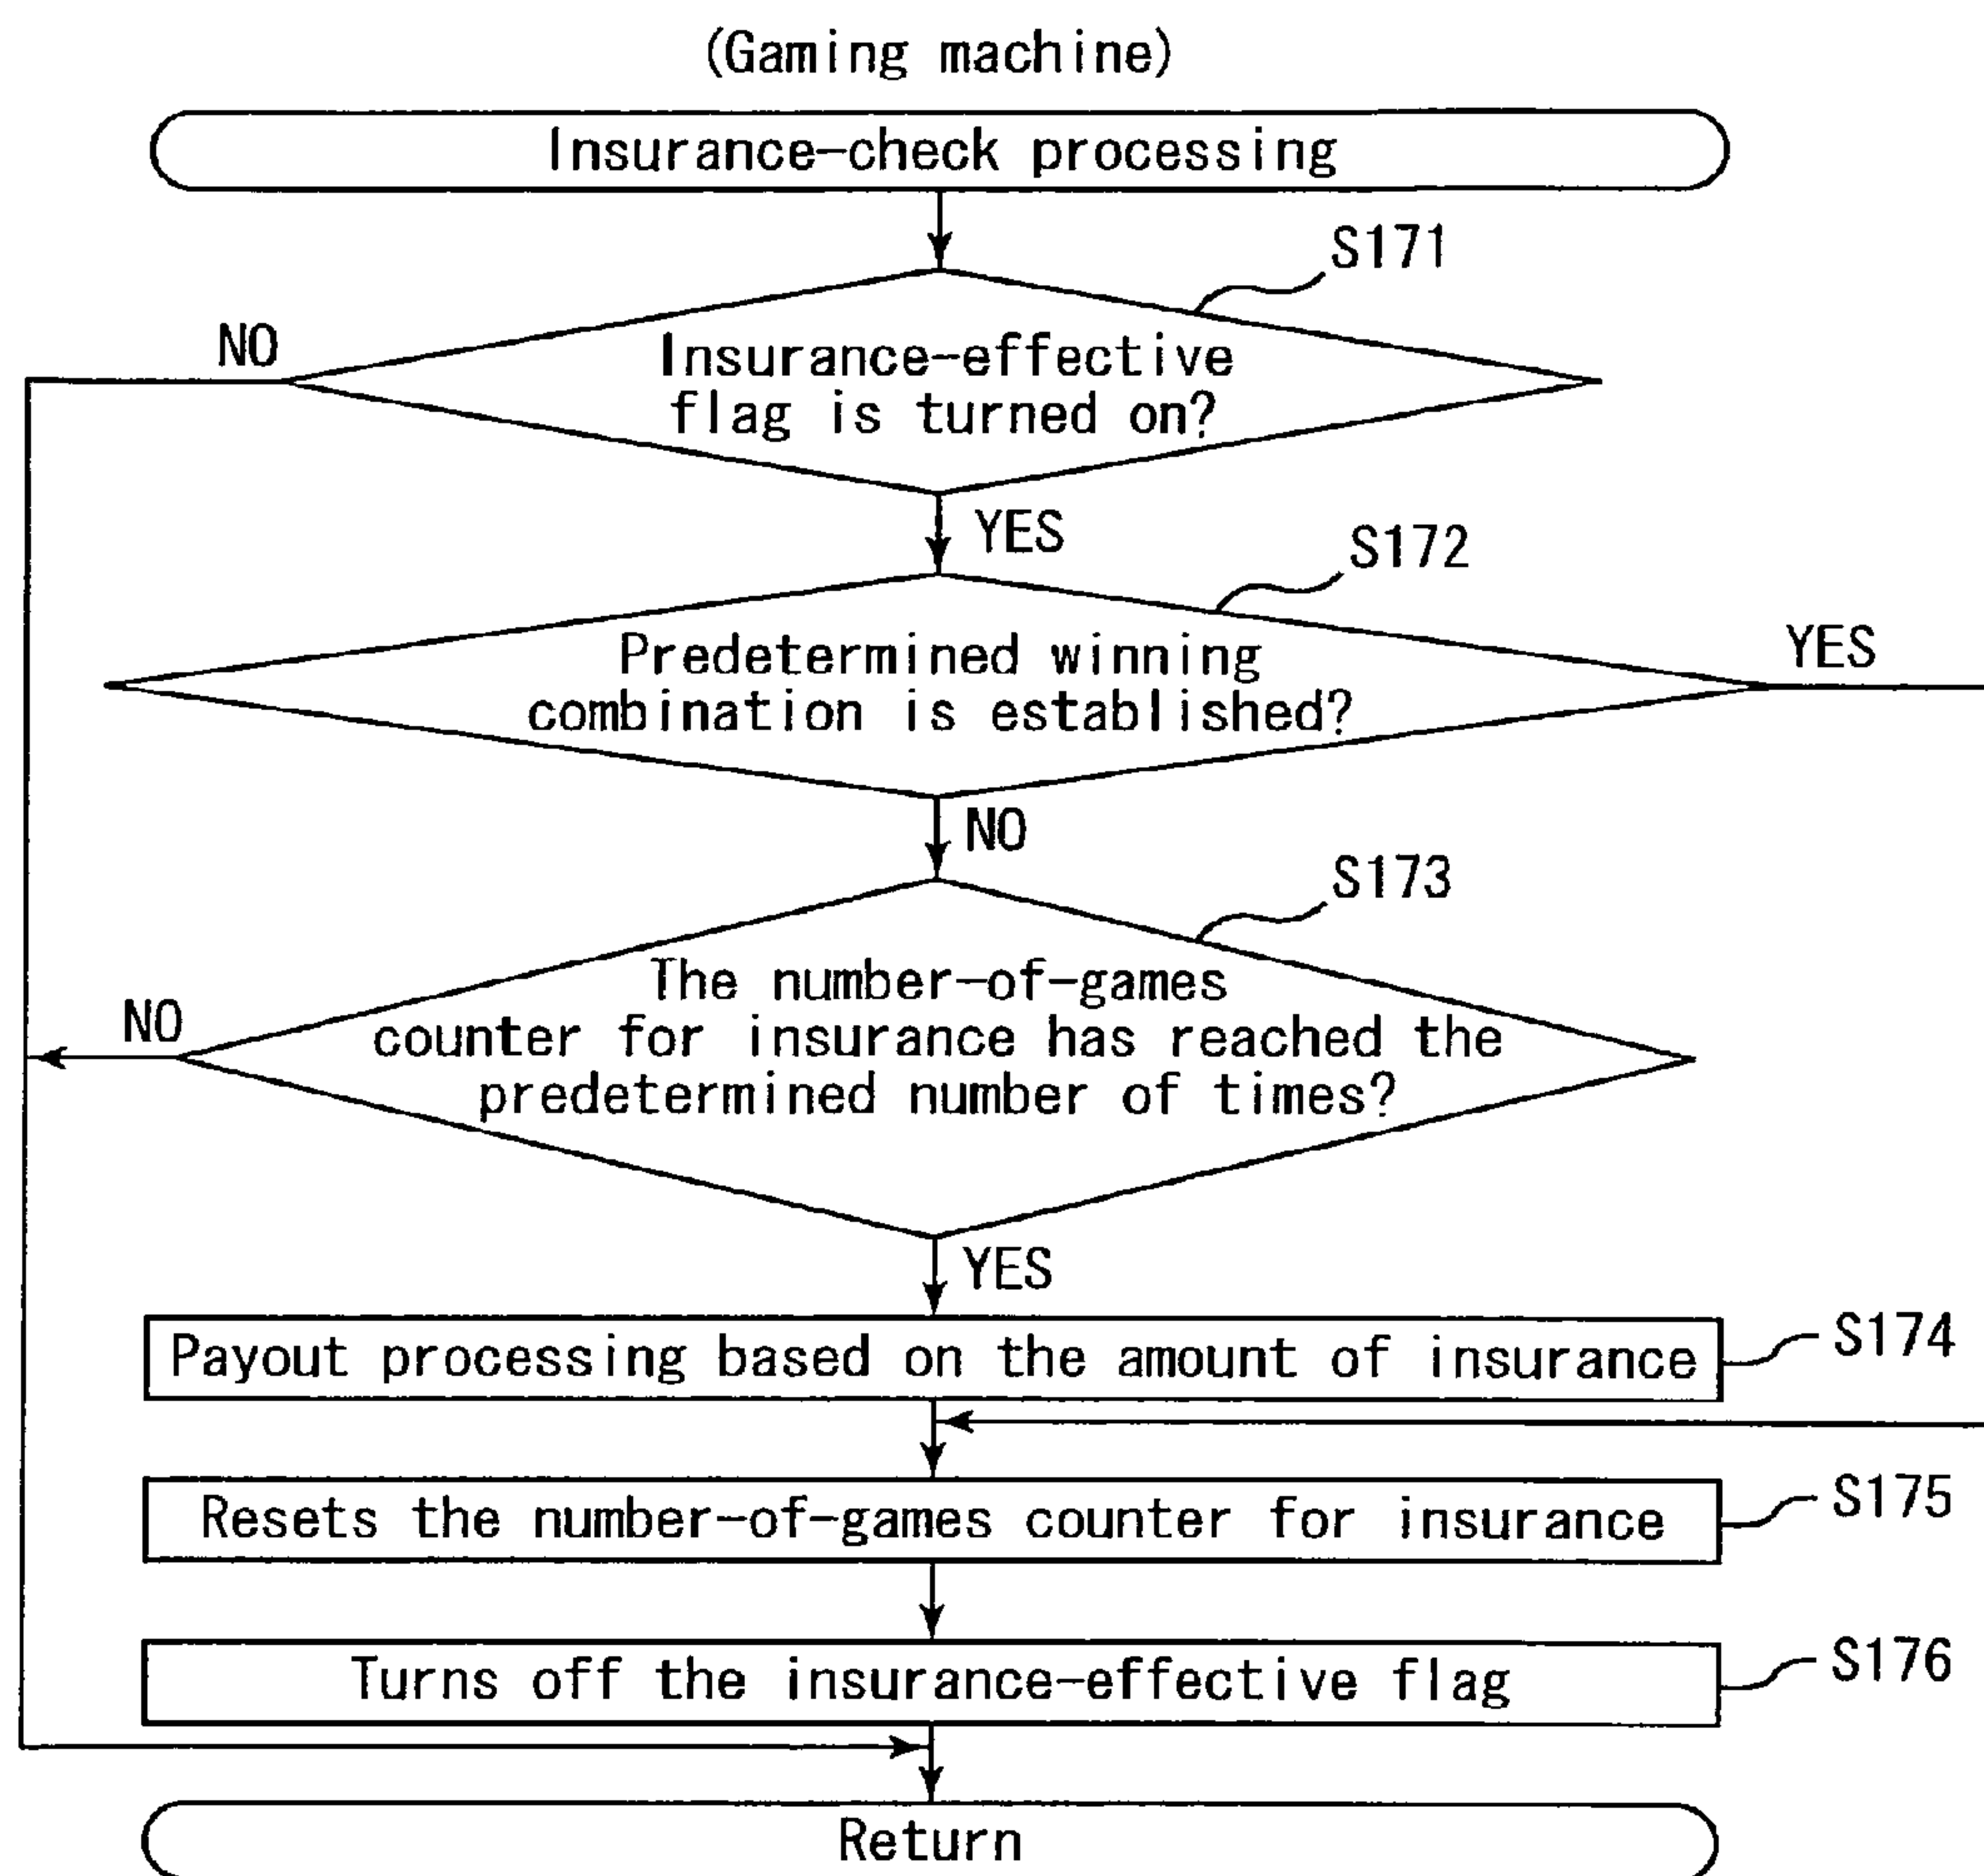 (Gaming machine)
Insurance-check processing
S171
NO
Insurance-effective
flag is turned on?
YES
S172
Predetermined winning
combination is established?
YES
NO
S173
The number-of-games
counter for insurance has reached the
predetermined number of times?
NO
YES
Payout processing based on the amount of insurance
S174
Resets the number-of-games counter for insurance
S175
Turns off the insurance-effective flag
S176
Return